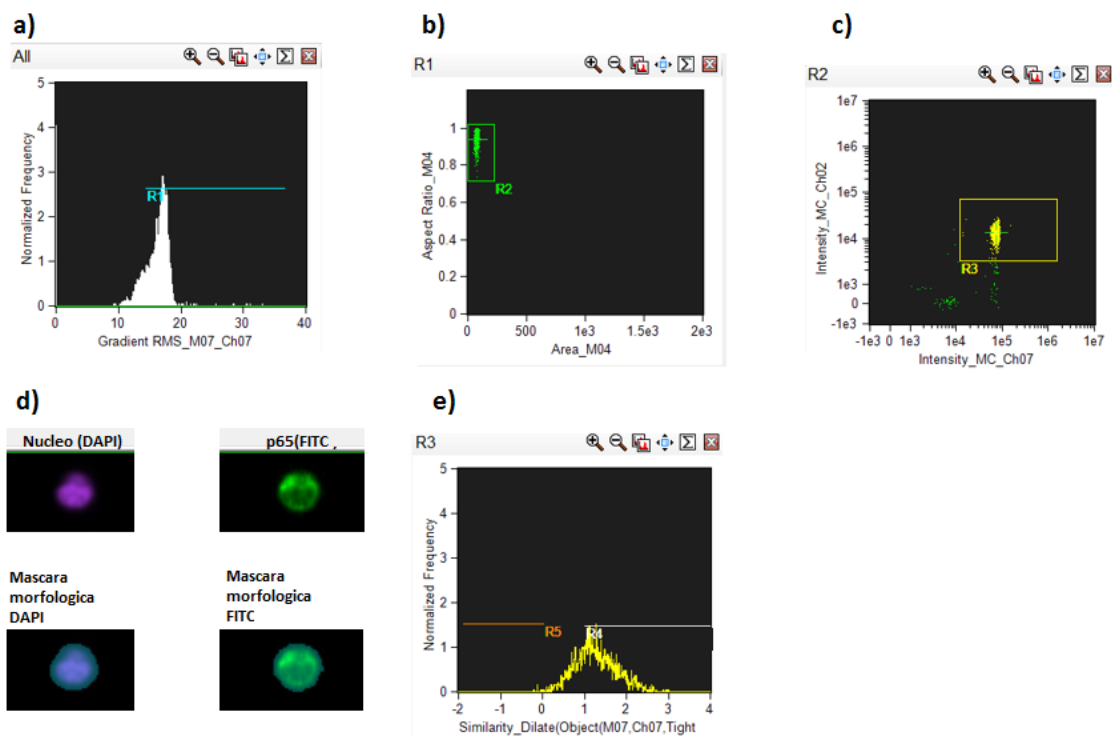 a)
All
5
4
3
2
1
0
Normalized Frequency
R1
0 10 20 30 40
Gradient RMS_M07_Ch07
b)
R1
1
0.8
0.6
0.4
0.2
0
Aspect Ratio_M04
R2
0 500 1e3 1.5e3 2e3
Area_M04
c)
R2
1e7
1e6
1e5
1e4
1e3
0
-1e3
Intensity_MC_Ch02
R3
-1e3 0 1e3 1e4 1e5 1e6 1e7
Intensity_MC_Ch07
d)
Nucleo (DAPI)
p65(FITC ,
Mascara
morfologica
DAPI
Mascara
morfologica
FITC
e)
R3
5
4
3
2
1
0
Normalized Frequency
R5
R4
-2 -1 0 1 2 3 4
Similarity_Dilate(Object(M07,Ch07,Tight